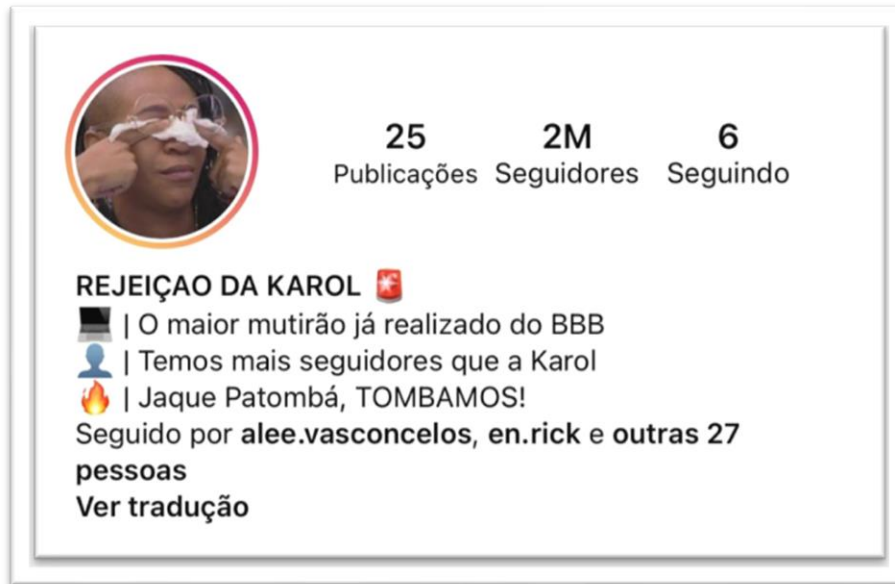 25 2M 6
Publicações Seguidores Seguindo
REJEIÇAO DA KAROL 🚨
💻 | O maior mutirão já realizado do BBB
👤 | Temos mais seguidores que a Karol
🔥 | Jaque Patombá, TOMBAMOS!
Seguido por alee.vasconcelos, en.rick e outras 27
pessoas
Ver tradução